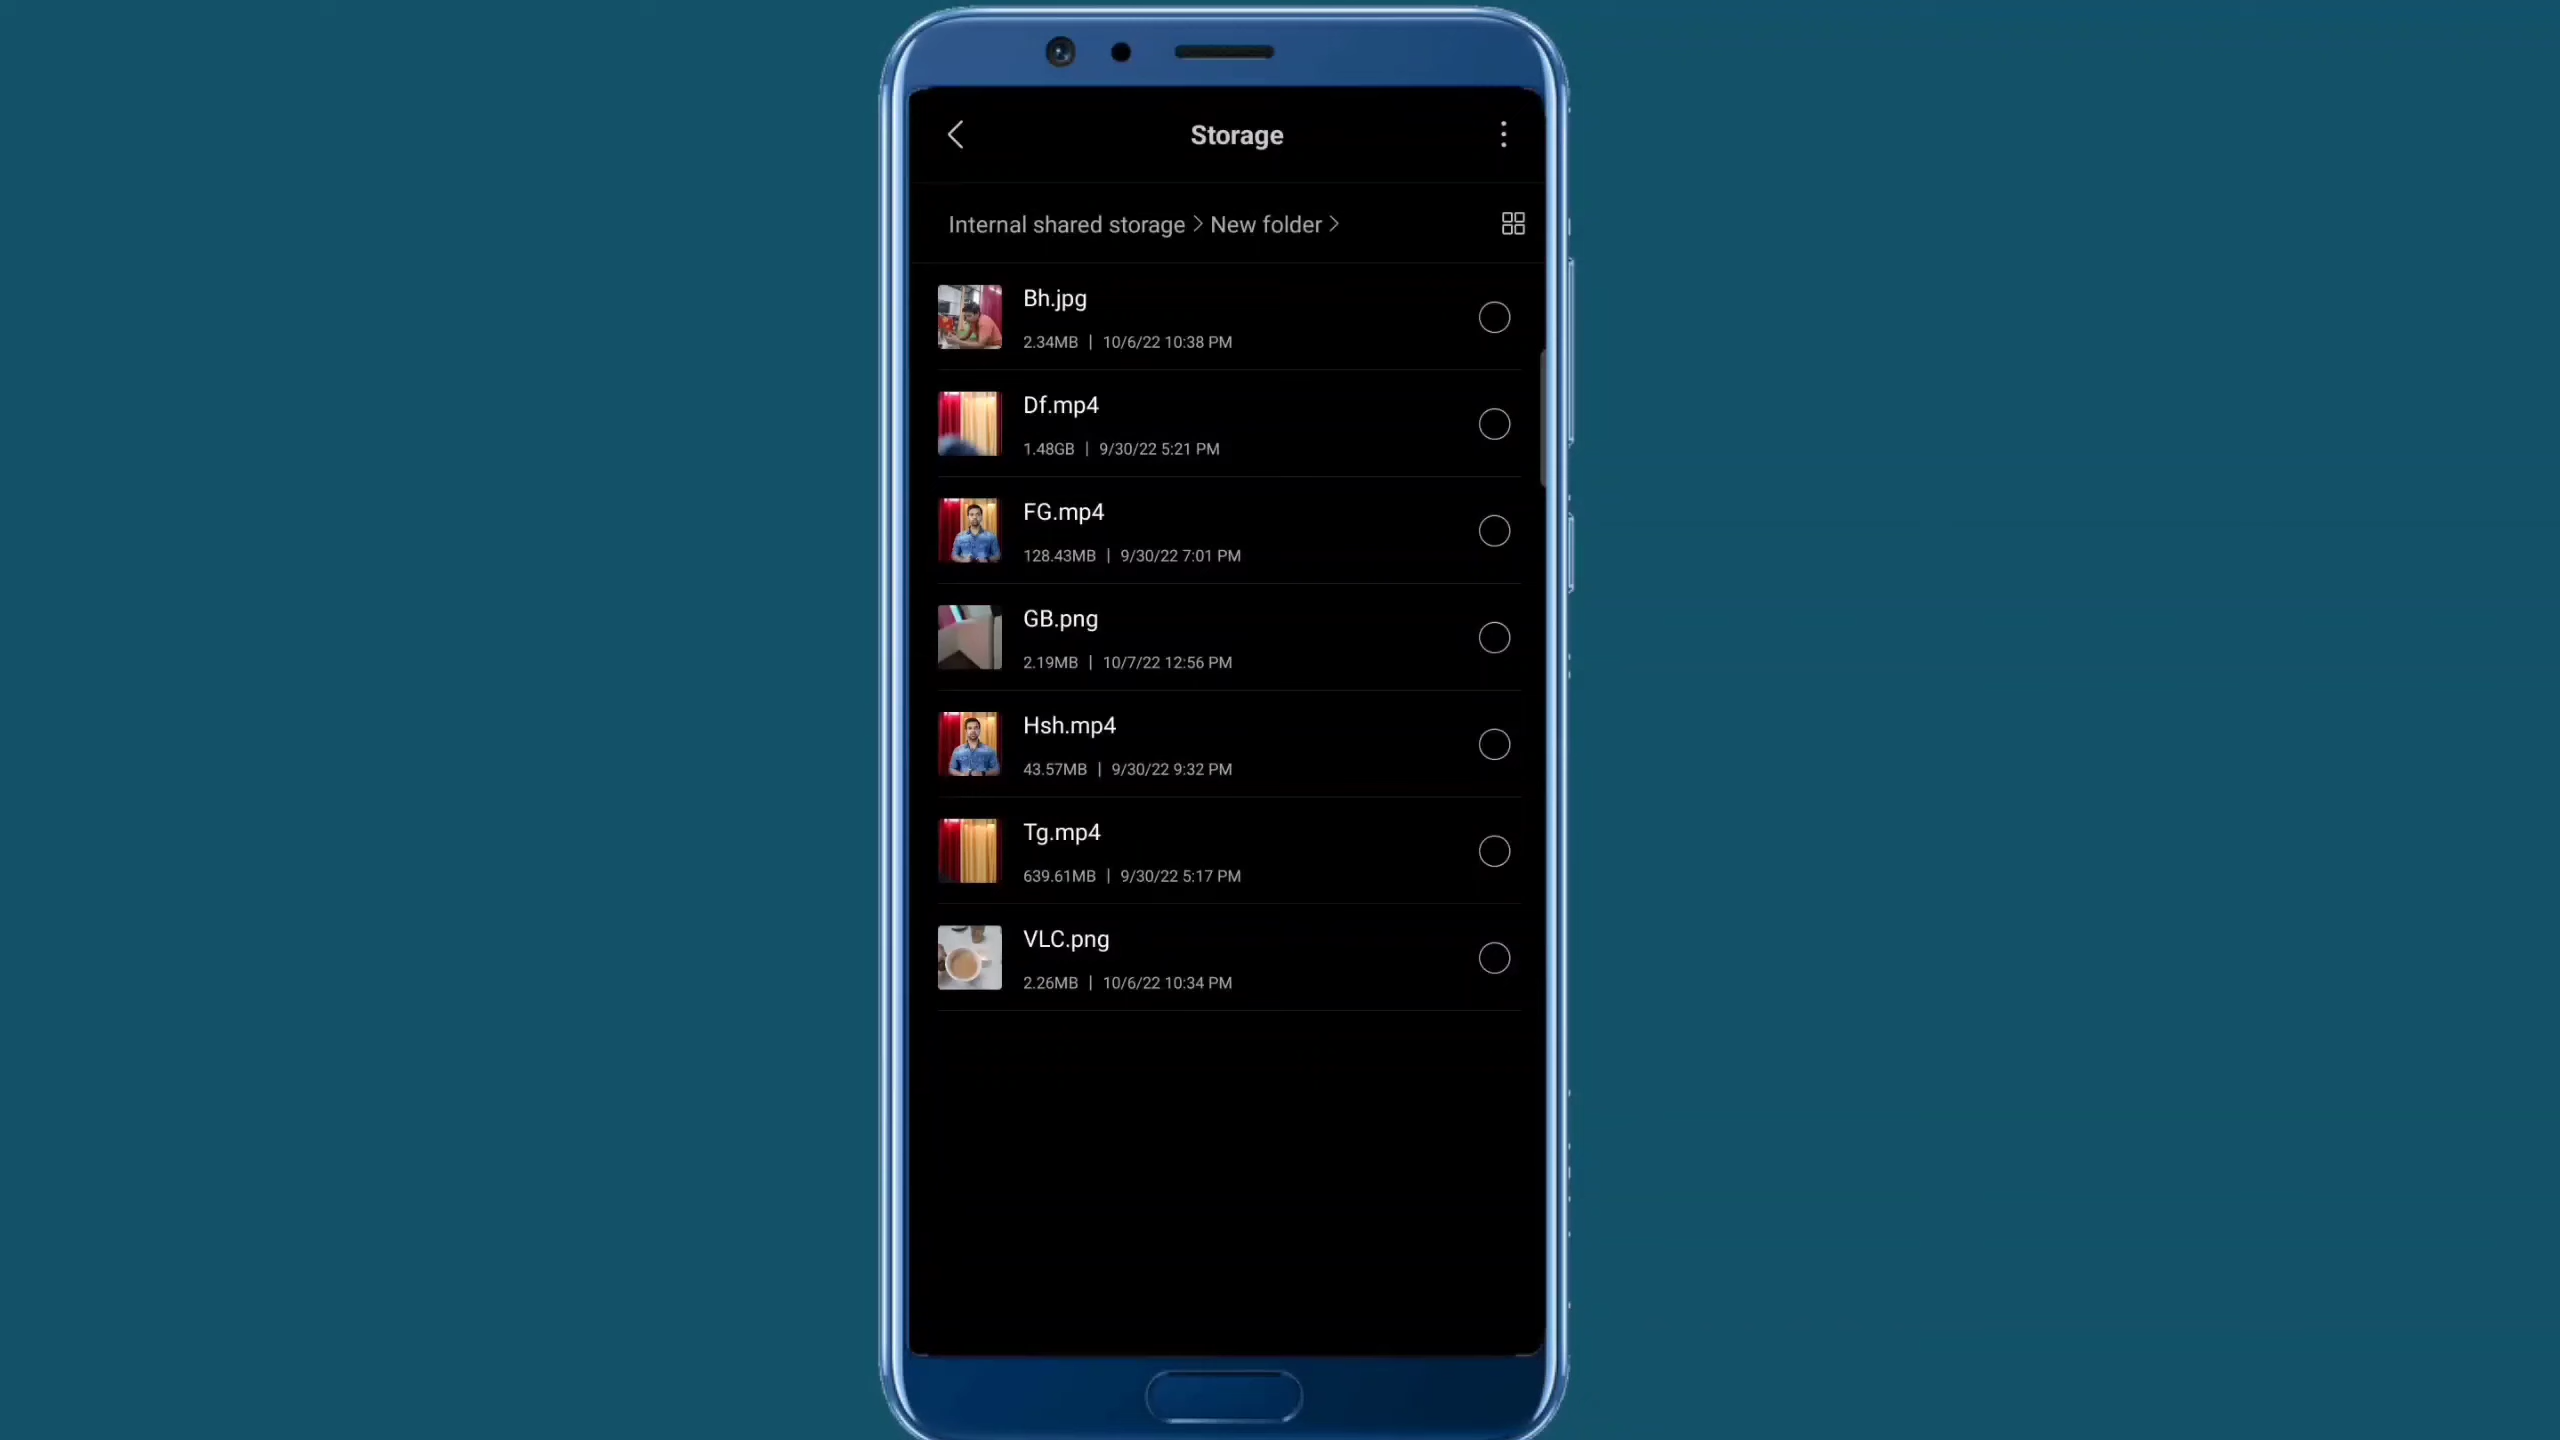 Storage
Internal shared storage > New folder >
Bh.jpg
2.34MB | 10/6/22 10:38 PM
Df.mp4
1.48GB | 9/30/22 5:21 PM
FG.mp4
128.43MB | 9/30/22 7:01 PM
GB.png
2.19MB | 10/7/22 12:56 PM
Hsh.mp4
43.57MB | 9/30/22 9:32 PM
Tg.mp4
639.61MB | 9/30/22 5:17 PM
VLC.png
2.26MB | 10/6/22 10:34 PM